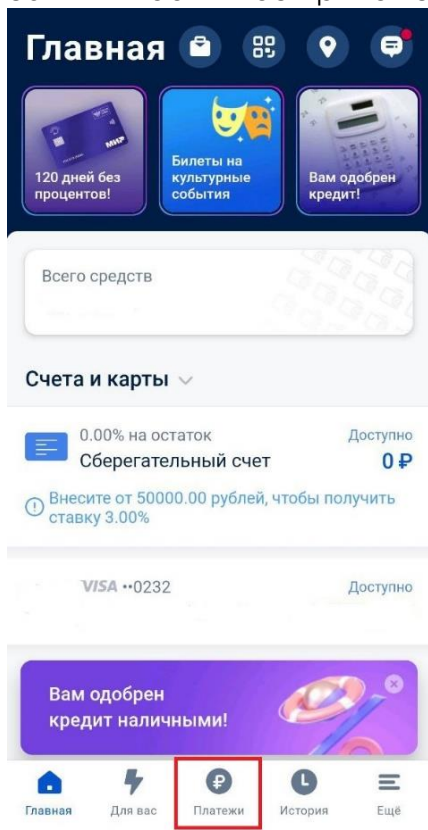 Главная
120 дней без
процентов!
МИР
Билеты на
культурные
события
Вам одобрен
кредит!
Всего средств
Счета и карты
0.00% на остаток
Доступно
Сберегательный счет
0 ₽
Внесите от 50000.00 рублей, чтобы получить
ставку 3.00%
VISA ••0232
Доступно
Вам одобрен
кредит наличными!
Главная
Для вас
Платежи
История
Ещё